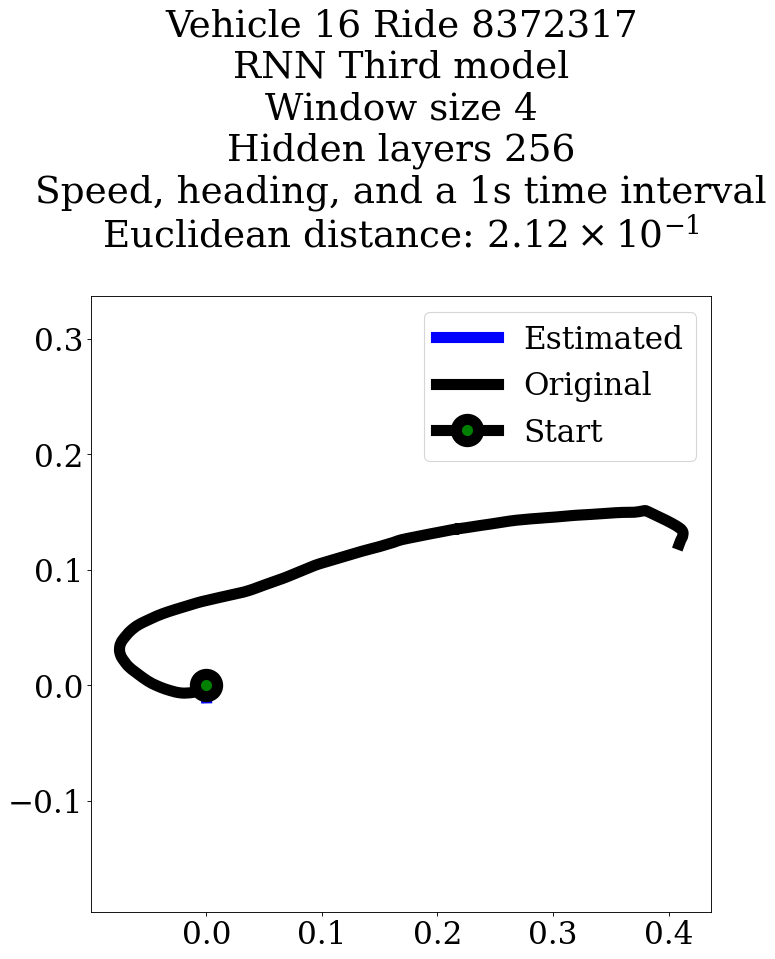 Vehicle 16 Ride 8372317
RNN Third model
Window size 4
Hidden layers 256
Speed, heading, and a 1s time interval
Euclidean distance: 2.12 × 10⁻¹
Estimated
Original
Start
0.3
0.2
0.1
0.0
−0.1
0.0 0.1 0.2 0.3 0.4